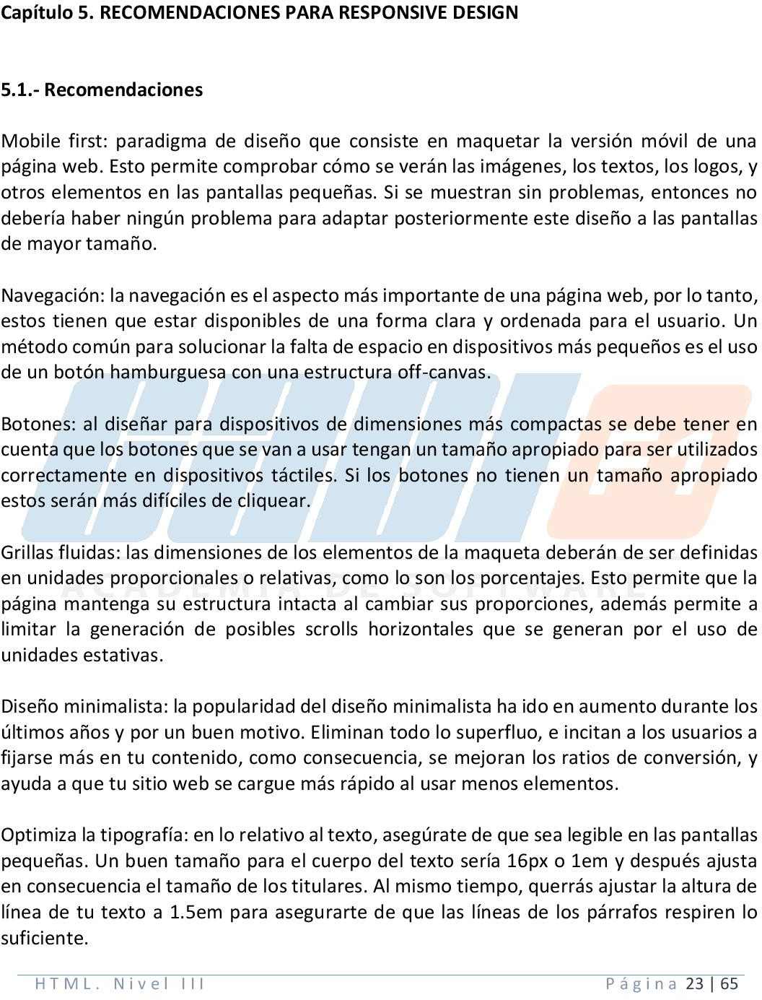 Capítulo 5. RECOMENDACIONES PARA RESPONSIVE DESIGN
5.1.- Recomendaciones
Mobile first: paradigma de diseño que consiste en maquetar la versión móvil de una
página web. Esto permite comprobar cómo se verán las imágenes, los textos, los logos, y
otros elementos en las pantallas pequeñas. Si se muestran sin problemas, entonces no
debería haber ningún problema para adaptar posteriormente este diseño a las pantallas
de mayor tamaño.
Navegación: la navegación es el aspecto más importante de una página web, por lo tanto,
estos tienen que estar disponibles de una forma clara y ordenada para el usuario. Un
método común para solucionar la falta de espacio en dispositivos más pequeños es el uso
de un botón hamburguesa con una estructura off-canvas.
Botones: al diseñar para dispositivos de dimensiones más compactas se debe tener en
cuenta que los botones que se van a usar tengan un tamaño apropiado para ser utilizados
correctamente en dispositivos táctiles. Si los botones no tienen un tamaño apropiado
estos serán más difíciles de cliquear.
Grillas fluidas: las dimensiones de los elementos de la maqueta deberán de ser definidas
en unidades proporcionales o relativas, como lo son los porcentajes. Esto permite que la
ACADEMIA DE SOFTWARE
página mantenga su estructura intacta al cambiar sus proporciones, además permite a
limitar la generación de posibles scrolls horizontales que se generan por el uso de
unidades estativas.
Diseño minimalista: la popularidad del diseño minimalista ha ido en aumento durante los
últimos años y por un buen motivo. Eliminan todo lo superfluo, e incitan a los usuarios a
fijarse más en tu contenido, como consecuencia, se mejoran los ratios de conversión, y
ayuda a que tu sitio web se cargue más rápido al usar menos elementos.
Optimiza la tipografía: en lo relativo al texto, asegúrate de que sea legible en las pantallas
pequeñas. Un buen tamaño para el cuerpo del texto sería 16px o 1em y después ajusta
en consecuencia el tamaño de los titulares. Al mismo tiempo, querrás ajustar la altura de
línea de tu texto a 1.5em para asegurarte de que las líneas de los párrafos respiren lo
suficiente.
HTML. Nivel III Página 23 | 65